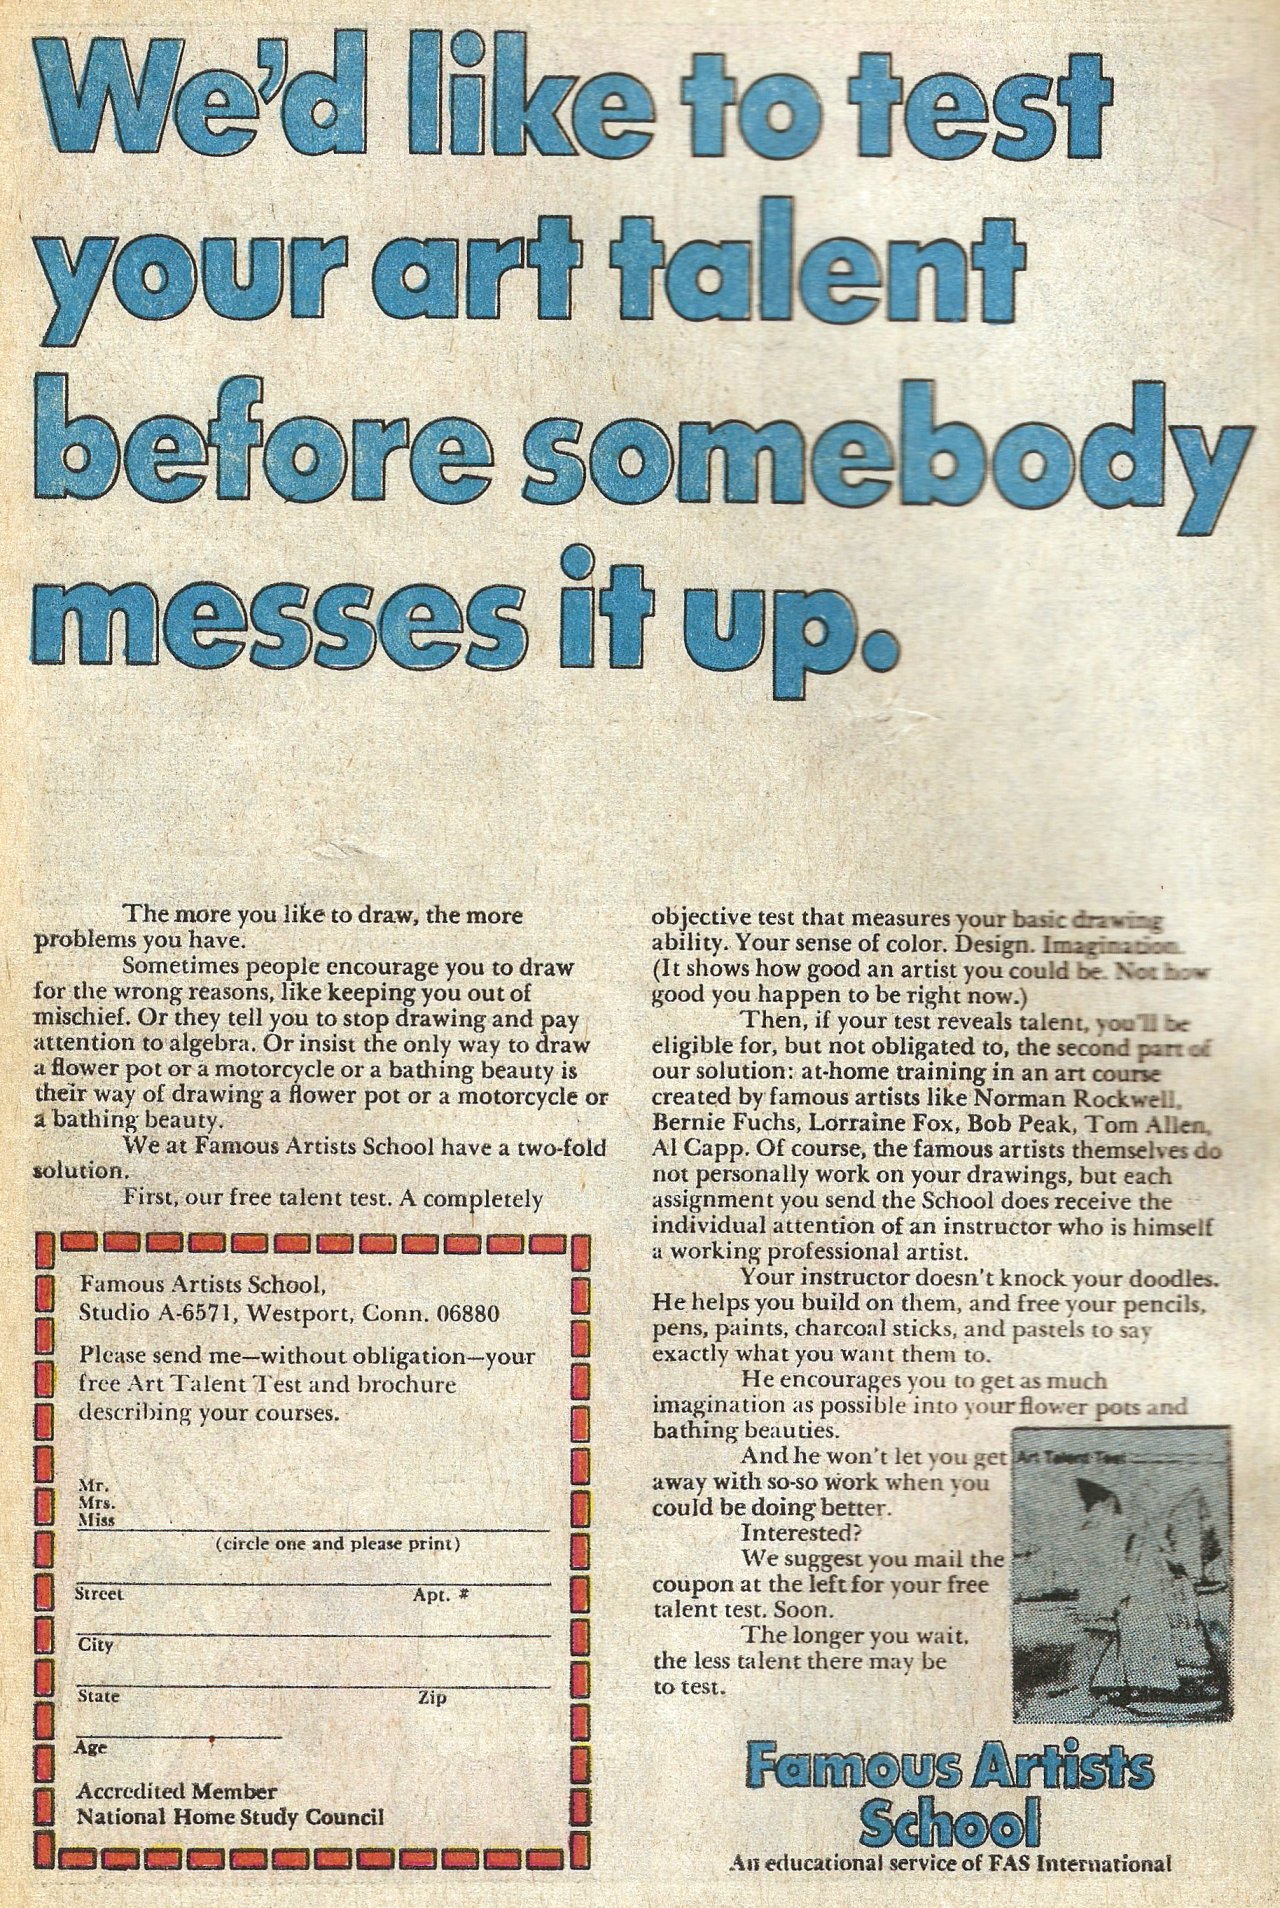 We'd like to test
your art talent
before somebody
messes it up.
The more you like to draw, the more
problems you have.
Sometimes people encourage you to draw
for the wrong reasons, like keeping you out of
mischief. Or they tell you to stop drawing and pay
attention to algebra. Or insist the only way to draw
a flower pot or a motorcycle or a bathing beauty is
their way of drawing a flower pot or a motorcycle or
a bathing beauty.
We at Famous Artists School have a two-fold
solution.
First, our free talent test. A completely
objective test that measures your basic drawing
ability. Your sense of color. Design. Imagination.
(It shows how good an artist you could be. Not how
good you happen to be right now.)
Then, if your test reveals talent, you'll be
eligible for, but not obligated to, the second part of
our solution: at-home training in an art course
created by famous artists like Norman Rockwell,
Bernie Fuchs, Lorraine Fox, Bob Peak, Tom Allen,
Al Capp. Of course, the famous artists themselves do
not personally work on your drawings, but each
assignment you send the School does receive the
individual attention of an instructor who is himself
a working professional artist.
Your instructor doesn't knock your doodles.
He helps you build on them, and free your pencils,
pens, paints, charcoal sticks, and pastels to say
exactly what you want them to.
He encourages you to get as much
imagination as possible into your flower pots and
bathing beauties.
And he won't let you get
away with so-so work when you
could be doing better.
Interested?
We suggest you mail the
coupon at the left for your free
talent test. Soon.
The longer you wait,
the less talent there may be
to test.
Art Talent Test
Famous Artists
School
An educational service of FAS International
Famous Artists School,
Studio A-6571, Westport, Conn. 06880
Please send me—without obligation—your
free Art Talent Test and brochure
describing your courses.
Mr.
Mrs.
Miss
(circle one and please print)
Street Apt. #
City
State Zip
Age
Accredited Member
National Home Study Council